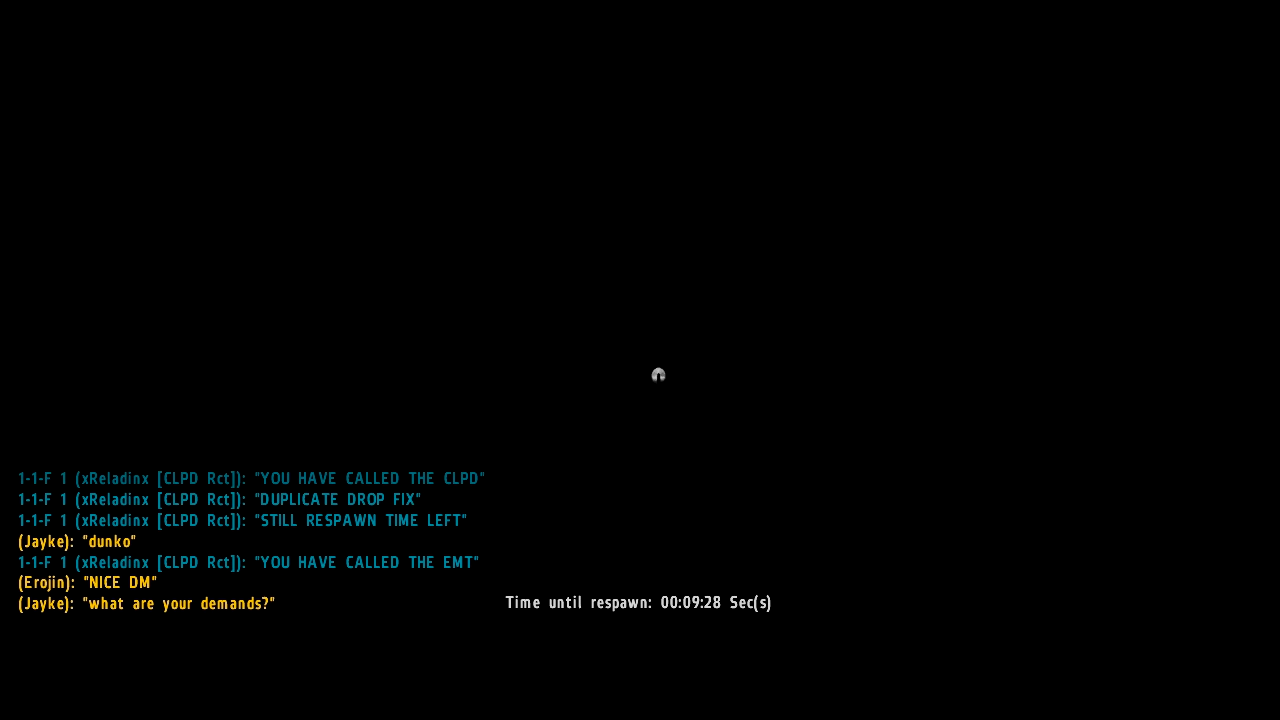 1-1-F 1 (xReladinx [CLPD Rct]): "YOU HAVE CALLED THE CLPD"
1-1-F 1 (xReladinx [CLPD Rct]): "DUPLICATE DROP FIX"
1-1-F 1 (xReladinx [CLPD Rct]): "STILL RESPAWN TIME LEFT"
(Jayke): "dunko"
1-1-F 1 (xReladinx [CLPD Rct]): "YOU HAVE CALLED THE EMT"
(Erojin): "NICE DM"
(Jayke): "what are your demands?"
Time until respawn: 00:09:28 Sec(s)